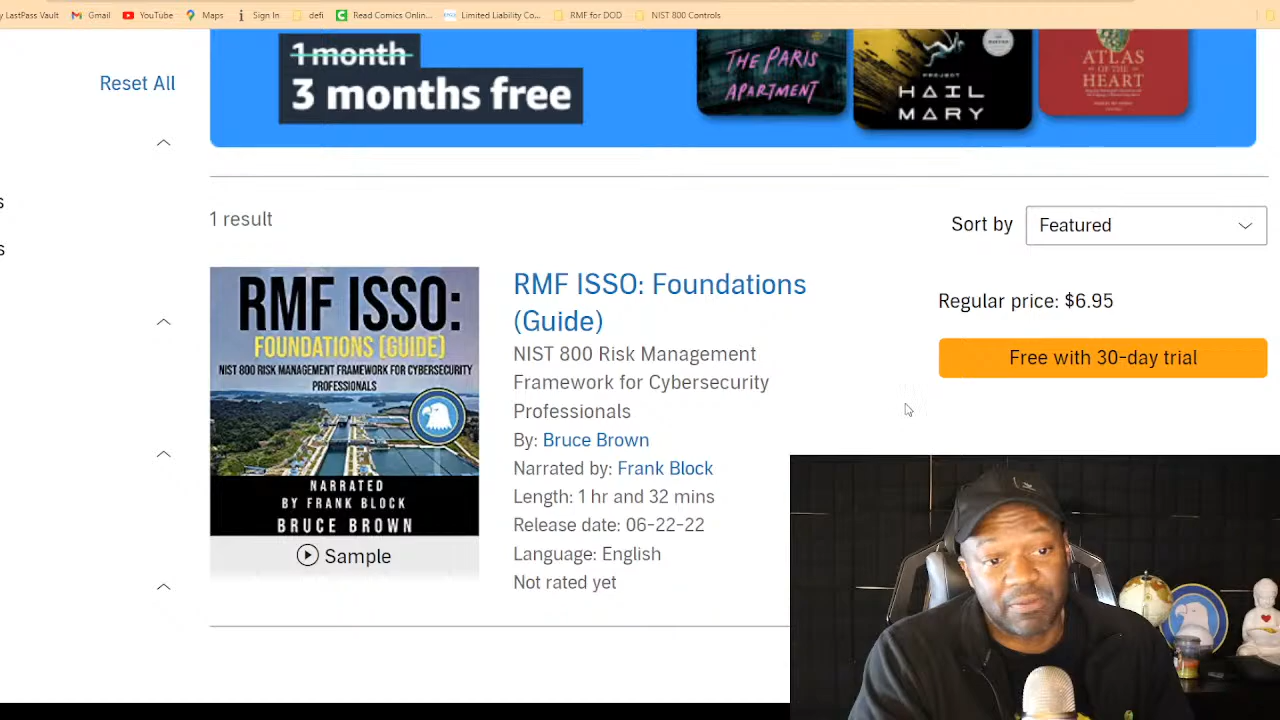 y LastPass Vault Gmail YouTube Maps Sign In defi Read Comics Onlin... Limited Liability Co... RMF for DOD NIST 800 Controls
1 month
3 months free
THE PARIS
APARTMENT
PROJECT
HAIL
MARY
ATLAS
OF THE
HEART
Reset All
s
s
1 result
Sort by Featured
RMF ISSO:
FOUNDATIONS (GUIDE)
NIST 800 RISK MANAGEMENT FRAMEWORK FOR CYBERSECURITY
PROFESSIONALS
NARRATED
BY FRANK BLOCK
BRUCE BROWN
Sample
RMF ISSO: Foundations
(Guide)
NIST 800 Risk Management
Framework for Cybersecurity
Professionals
By: Bruce Brown
Narrated by: Frank Block
Length: 1 hr and 32 mins
Release date: 06-22-22
Language: English
Not rated yet
Regular price: $6.95
Free with 30-day trial